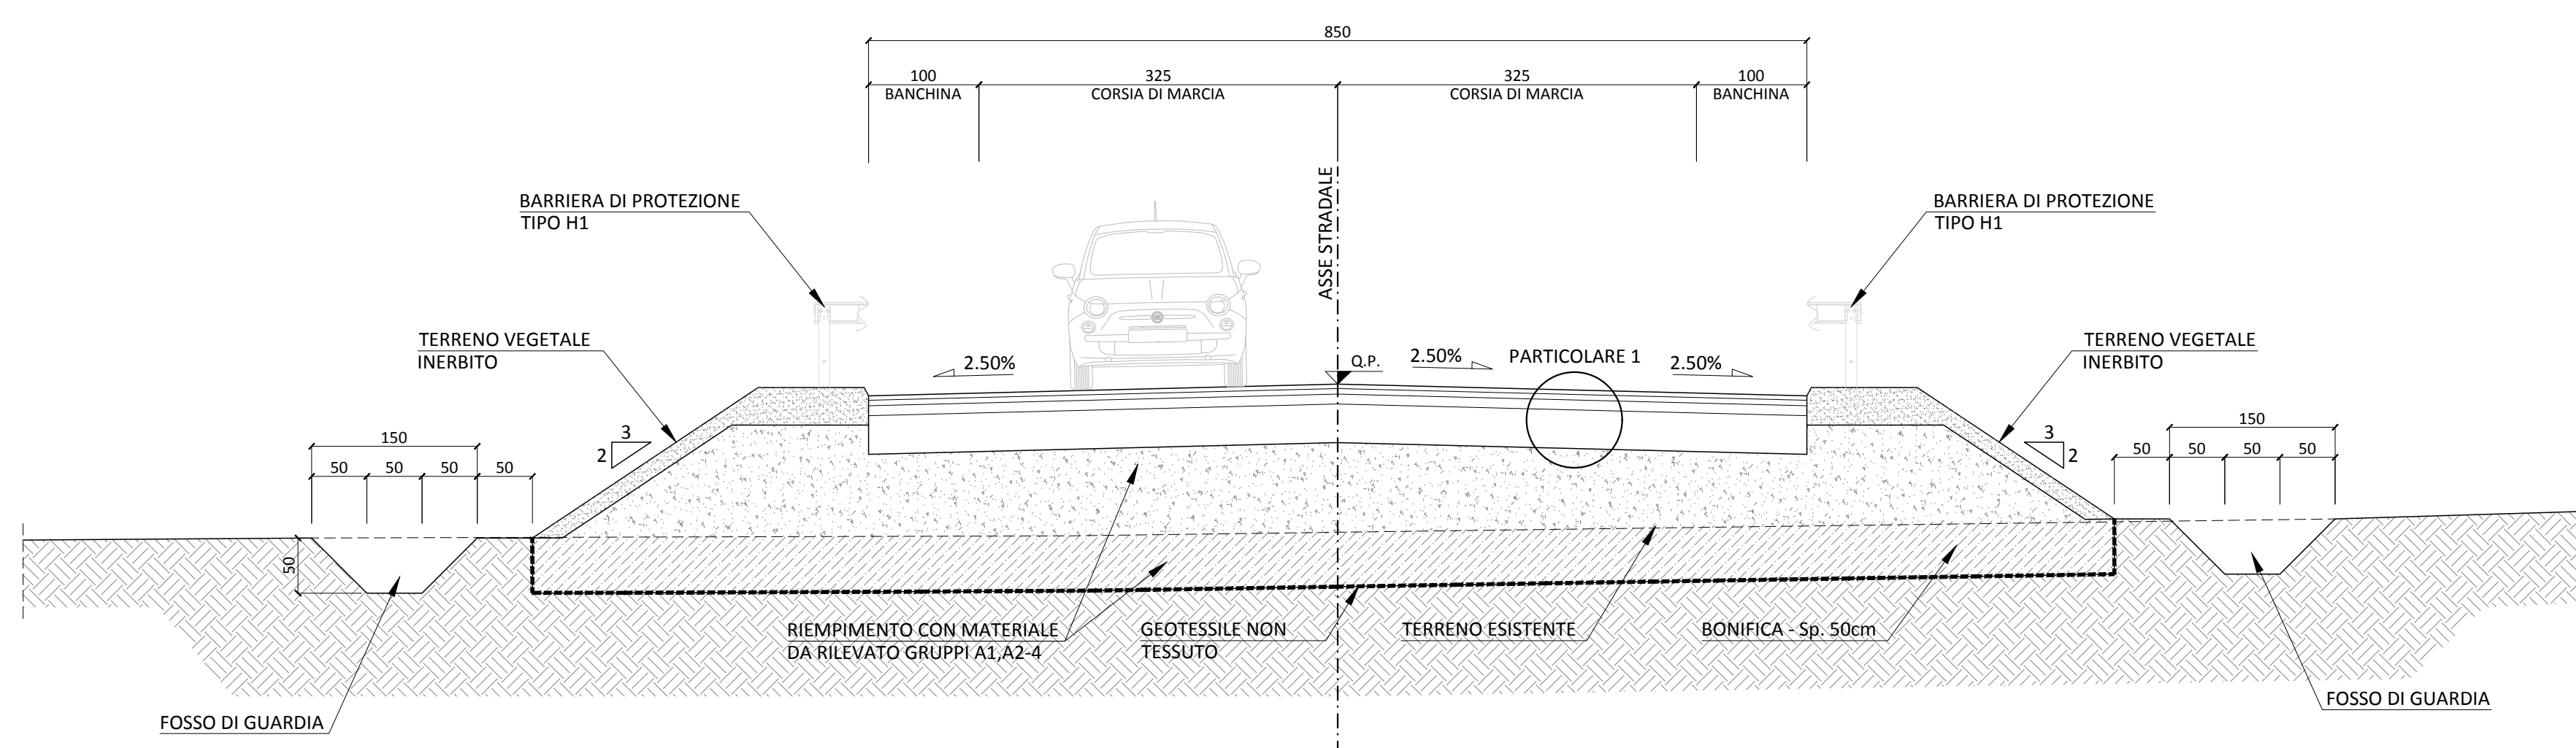 850
100
325
325
100
BANCHINA
CORSIA DI MARCIA
CORSIA DI MARCIA
BANCHINA
ASSE STRADALE
BARRIERA DI PROTEZIONE
TIPO H1
BARRIERA DI PROTEZIONE
TIPO H1
TERRENO VEGETALE
INERBITO
TERRENO VEGETALE
INERBITO
2.50%
Q.P.
2.50%
PARTICOLARE 1
2.50%
150
50
50
50
50
3
2
3
2
150
50
50
50
50
50
RIEMPIMENTO CON MATERIALE
DA RILEVATO GRUPPI A1,A2-4
GEOTESSILE NON
TESSUTO
TERRENO ESISTENTE
BONIFICA - Sp. 50cm
FOSSO DI GUARDIA
FOSSO DI GUARDIA